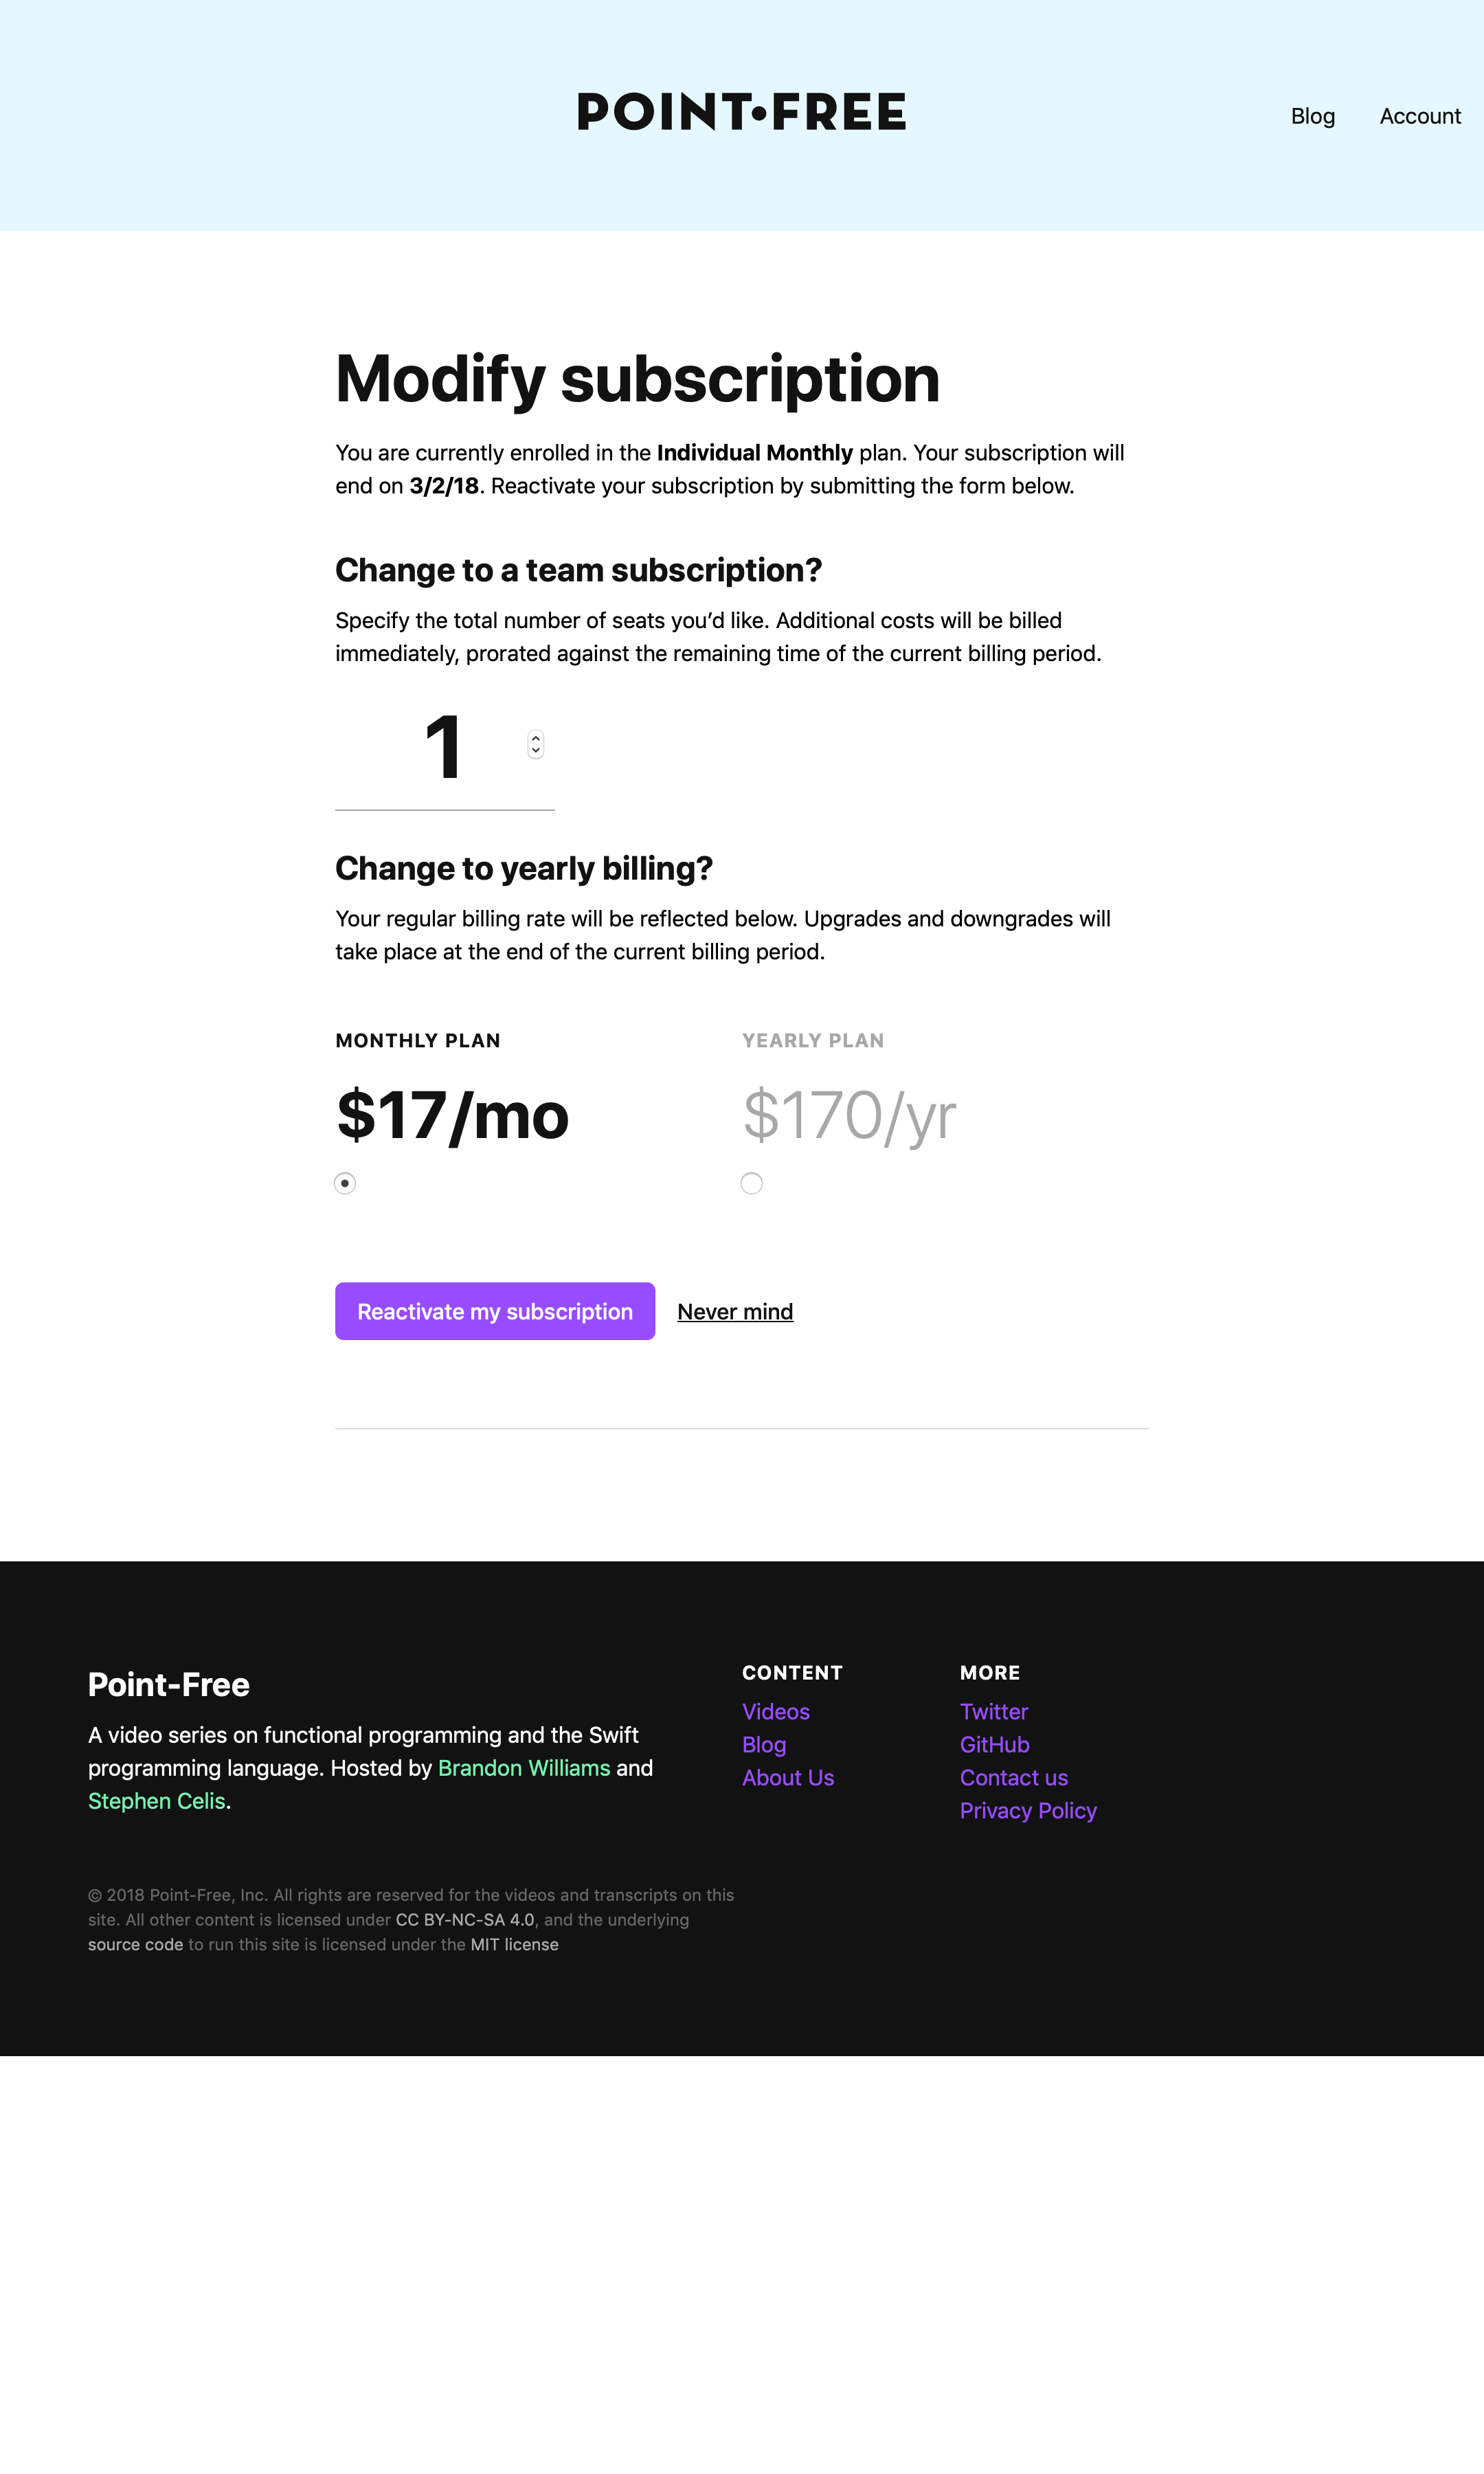 POINT•FREE
Blog
Account
Modify subscription
You are currently enrolled in the Individual Monthly plan. Your subscription will
end on 3/2/18. Reactivate your subscription by submitting the form below.
Change to a team subscription?
Specify the total number of seats you’d like. Additional costs will be billed
immediately, prorated against the remaining time of the current billing period.
1
Change to yearly billing?
Your regular billing rate will be reflected below. Upgrades and downgrades will
take place at the end of the current billing period.
MONTHLY PLAN
$17/mo
YEARLY PLAN
$170/yr
Reactivate my subscription
Never mind
Point-Free
A video series on functional programming and the Swift
programming language. Hosted by Brandon Williams and
Stephen Celis.
CONTENT
Videos
Blog
About Us
MORE
Twitter
GitHub
Contact us
Privacy Policy
© 2018 Point-Free, Inc. All rights are reserved for the videos and transcripts on this
site. All other content is licensed under CC BY-NC-SA 4.0, and the underlying
source code to run this site is licensed under the MIT license